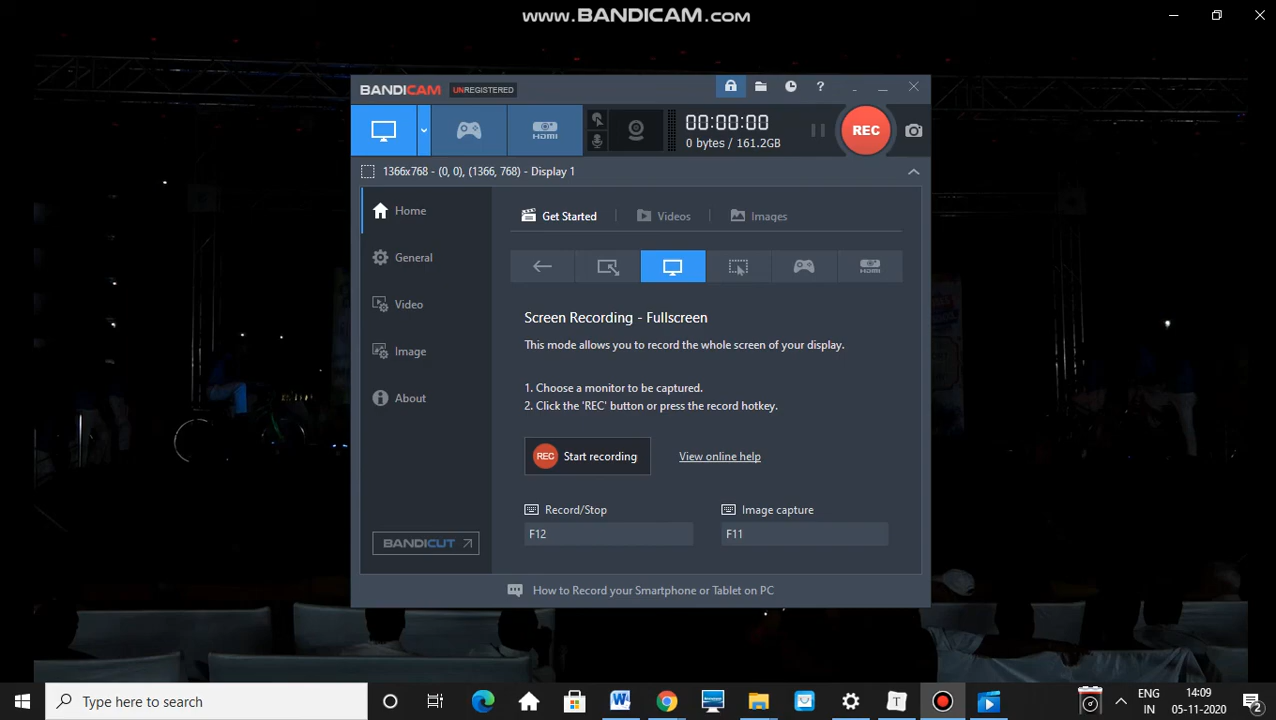 www.BANDICAM.com
BANDICAM UNREGISTERED
00:00:00
0 bytes / 161.2GB
REC
HDMI
1366x768 - (0, 0), (1366, 768) - Display 1
Home
General
Video
Image
About
BANDICUT
Get Started
Videos
Images
HDMI
Screen Recording - Fullscreen
This mode allows you to record the whole screen of your display.
1. Choose a monitor to be captured.
2. Click the 'REC' button or press the record hotkey.
REC Start recording
View online help
Record/Stop
F12
Image capture
F11
How to Record your Smartphone or Tablet on PC
Type here to search
ENG
IN
14:09
05-11-2020
2